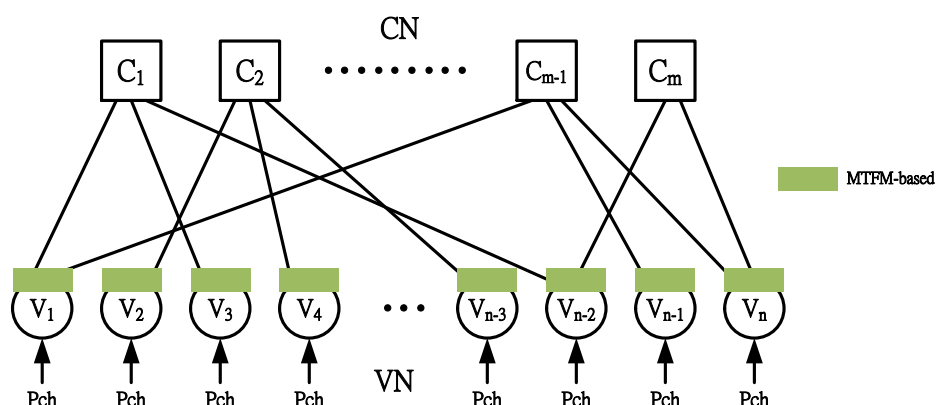 CN
C1 C2 ········· Cm-1 Cm
MTFM-based
V1 V2 V3 V4 ··· Vn-3 Vn-2 Vn-1 Vn
VN
Pch Pch Pch Pch Pch Pch Pch Pch